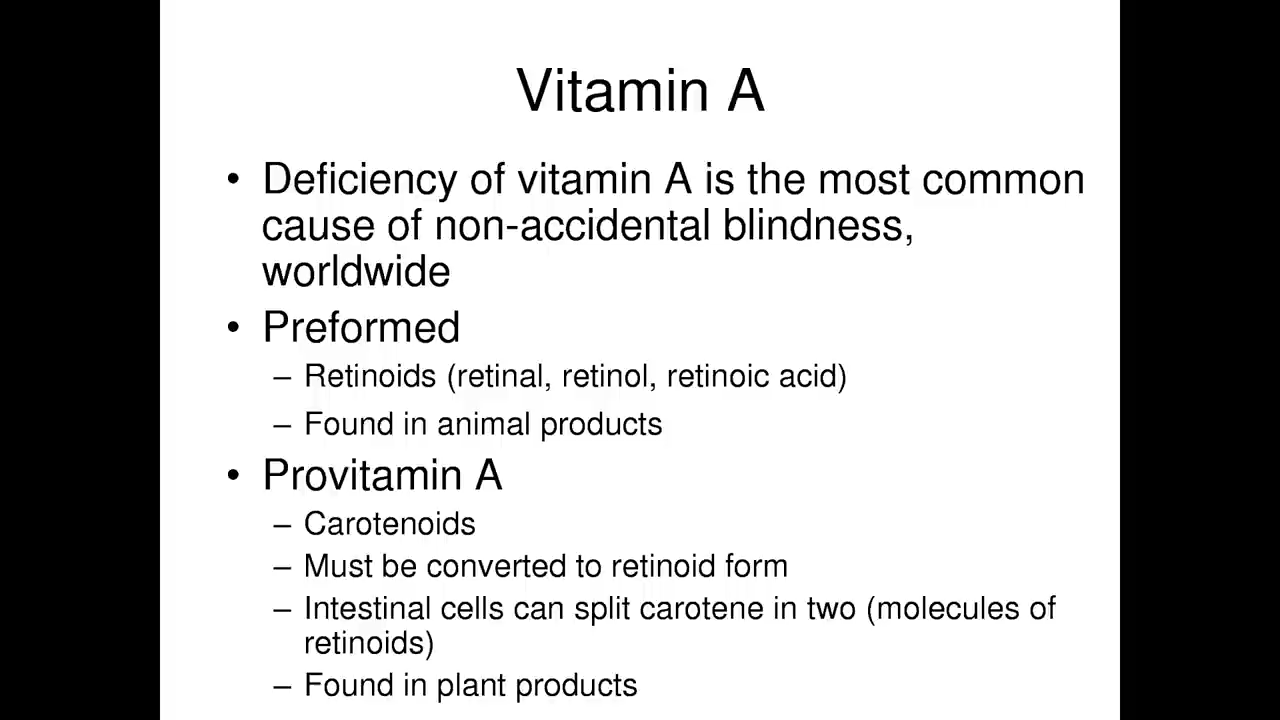 Vitamin A
• Deficiency of vitamin A is the most common
cause of non-accidental blindness,
worldwide
• Preformed
– Retinoids (retinal, retinol, retinoic acid)
– Found in animal products
• Provitamin A
– Carotenoids
– Must be converted to retinoid form
– Intestinal cells can split carotene in two (molecules of
retinoids)
– Found in plant products